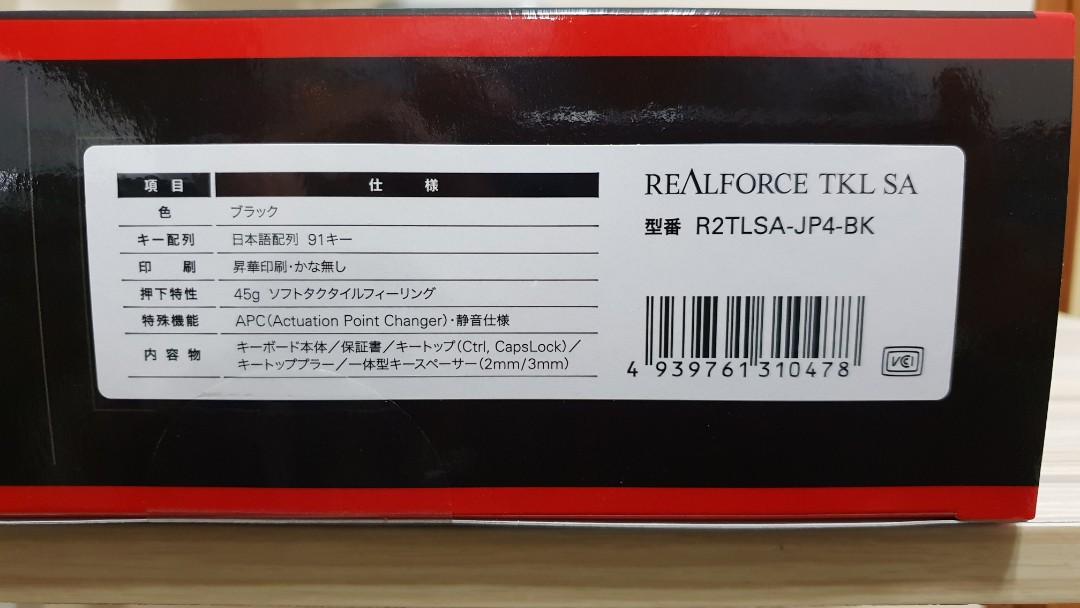 項目 仕様
色 ブラック
キー配列 日本語配列 91キー
印刷 昇華印刷・かな無し
押下特性 45g ソフトタクタイルフィーリング
特殊機能 APC(Actuation Point Changer)・静音仕様
内容物 キーボード本体/保証書/キートップ(Ctrl, CapsLock)/
キートッププラー/一体型キースペーサー(2mm/3mm)
REALFORCE TKL SA
型番 R2TLSA-JP4-BK
4 939761 310478
VCI